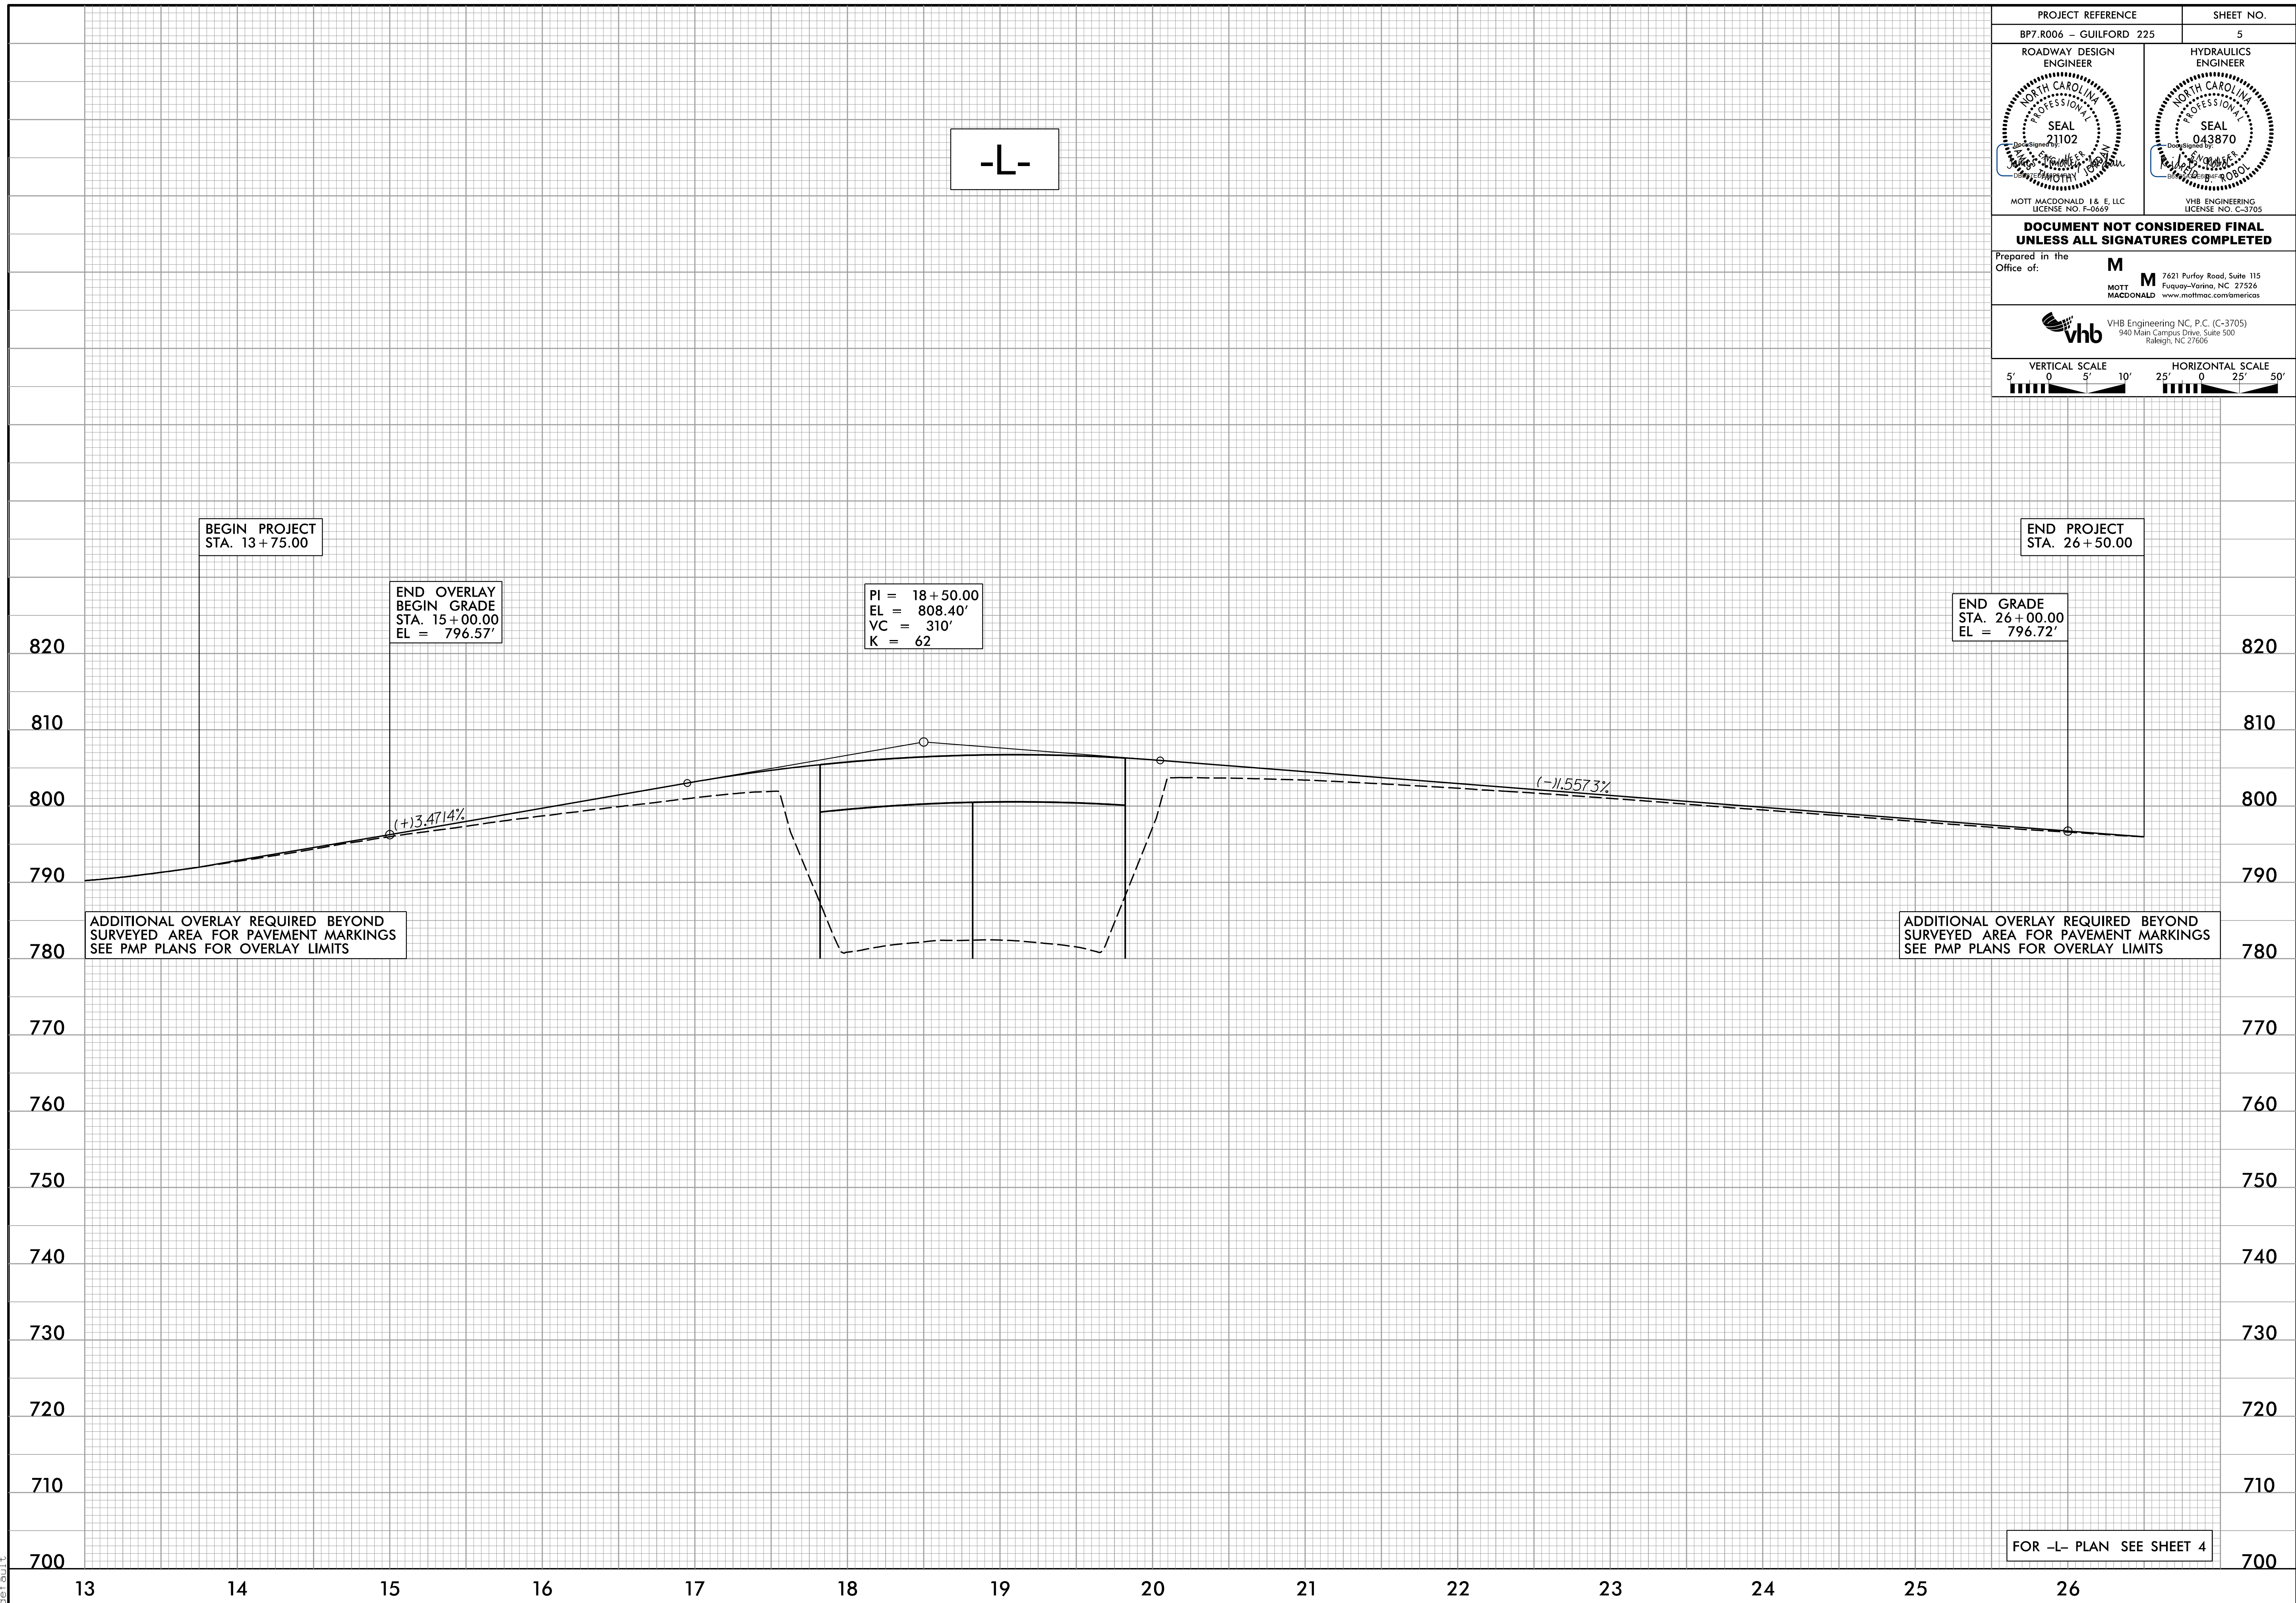 PROJECT REFERENCE SHEET NO.
BP7.R006 – GUILFORD 225 5
ROADWAY DESIGN
ENGINEER
HYDRAULICS
ENGINEER
NORTH CAROLINA
PROFESSIONAL
SEAL
21102
ENGINEER
TIMOTHY JORDAN
DocuSigned by:
NORTH CAROLINA
PROFESSIONAL
SEAL
043870
ENGINEER
B. ROBOL
DocuSigned by:
MOTT MACDONALD I & E, LLC
LICENSE NO. F–0669
VHB ENGINEERING
LICENSE NO. C–3705
DOCUMENT NOT CONSIDERED FINAL
UNLESS ALL SIGNATURES COMPLETED
Prepared in the
Office of:
M
M
MOTT
MACDONALD
7621 Purfoy Road, Suite 115
Fuquay–Varina, NC 27526
www.mottmac.com/americas
vhb
VHB Engineering NC, P.C. (C-3705)
940 Main Campus Drive, Suite 500
Raleigh, NC 27606
VERTICAL SCALE
5' 0 5' 10'
HORIZONTAL SCALE
25' 0 25' 50'
-L-
BEGIN PROJECT
STA. 13+75.00
END PROJECT
STA. 26+50.00
END OVERLAY
BEGIN GRADE
STA. 15+00.00
EL = 796.57'
PI = 18+50.00
EL = 808.40'
VC = 310'
K = 62
END GRADE
STA. 26+00.00
EL = 796.72'
820 820
810 810
800 800
(+)3.4714%
(-)1.5573%
790 790
ADDITIONAL OVERLAY REQUIRED BEYOND
SURVEYED AREA FOR PAVEMENT MARKINGS
SEE PMP PLANS FOR OVERLAY LIMITS
ADDITIONAL OVERLAY REQUIRED BEYOND
SURVEYED AREA FOR PAVEMENT MARKINGS
SEE PMP PLANS FOR OVERLAY LIMITS
780 780
770 770
760 760
750 750
740 740
730 730
720 720
710 710
700 700
FOR –L– PLAN SEE SHEET 4
13 14 15 16 17 18 19 20 21 22 23 24 25 26